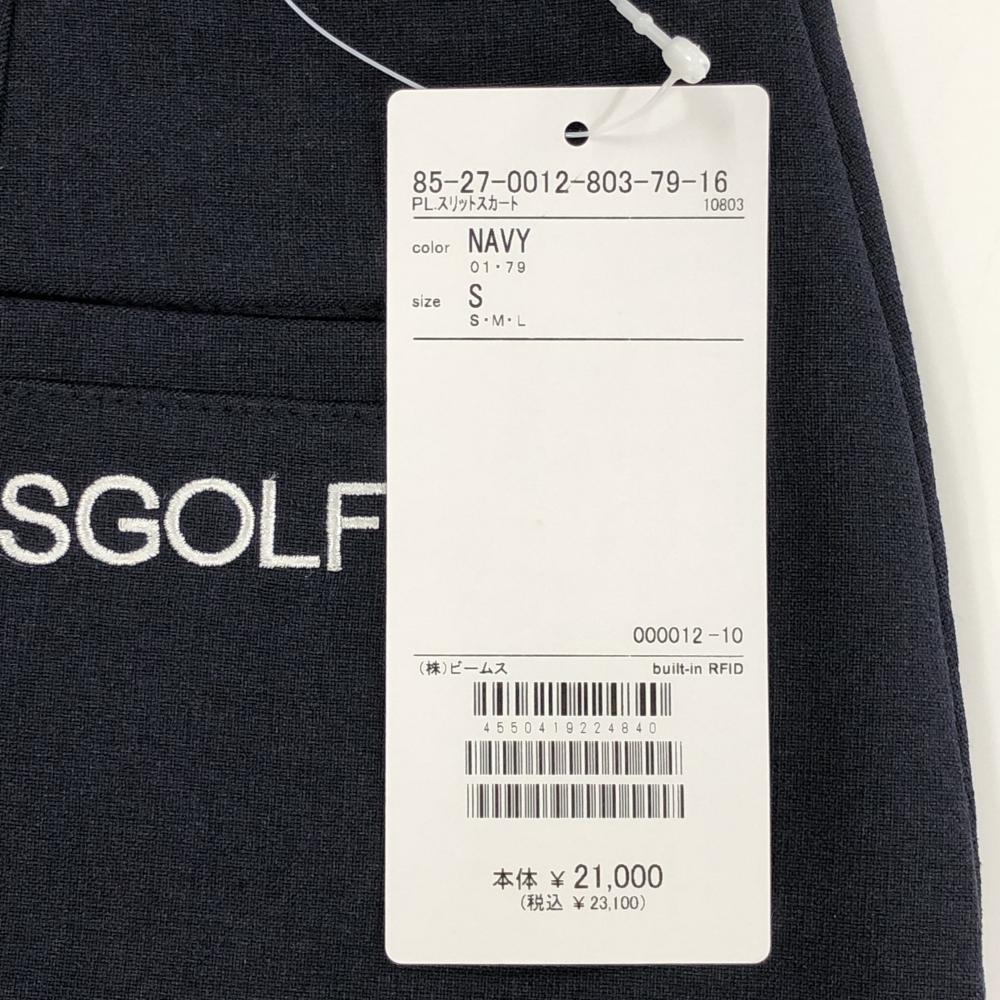 85-27-0012-803-79-16
PL.スリットスカート 10803
color NAVY
01・79
size S
S・M・L
SGOLF
000012-10
(株)ビームス built-in RFID
4550419224840
本体 ¥ 21,000
(税込 ¥ 23,100)